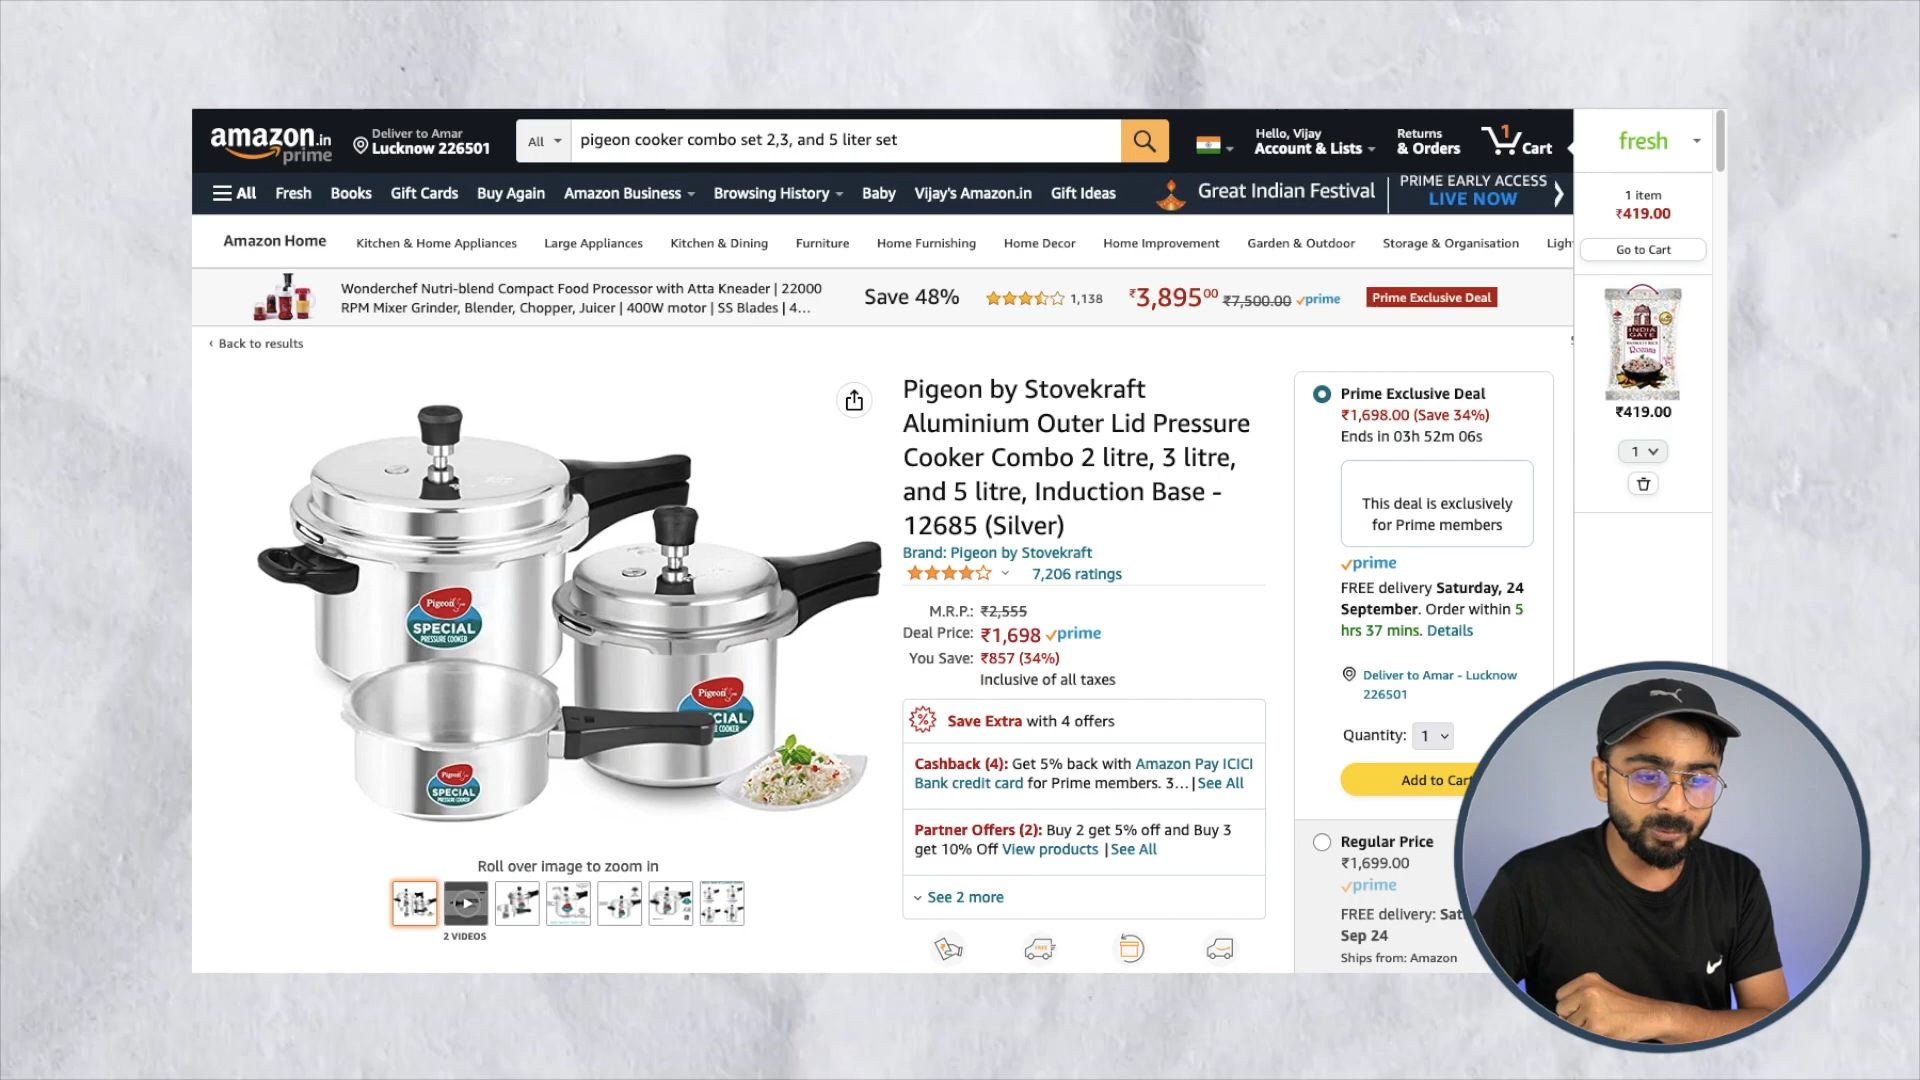 amazon.in
prime
Deliver to Amar
Lucknow 226501
All
pigeon cooker combo set 2,3, and 5 liter set
Hello, Vijay
Account & Lists
Returns
& Orders
1
Cart
All
Fresh
Books
Gift Cards
Buy Again
Amazon Business
Browsing History
Baby
Vijay's Amazon.in
Gift Ideas
Great Indian Festival
PRIME EARLY ACCESS
LIVE NOW
fresh
1 item
₹419.00
Go to Cart
₹419.00
1
Amazon Home
Kitchen & Home Appliances
Large Appliances
Kitchen & Dining
Furniture
Home Furnishing
Home Decor
Home Improvement
Garden & Outdoor
Storage & Organisation
Ligh
Wonderchef Nutri-blend Compact Food Processor with Atta Kneader | 22000
RPM Mixer Grinder, Blender, Chopper, Juicer | 400W motor | SS Blades | 4...
Save 48%
1,138
₹3,89500 ₹7,500.00 prime
Prime Exclusive Deal
INDIA
GATE
Rozana
‹ Back to results
Pigeon
SPECIAL
PRESSURE COOKER
Pigeon
CIAL
COOKER
Pigeon
SPECIAL
PRESSURE COOKER
Roll over image to zoom in
2 VIDEOS
Pigeon by Stovekraft
Aluminium Outer Lid Pressure
Cooker Combo 2 litre, 3 litre,
and 5 litre, Induction Base -
12685 (Silver)
Brand: Pigeon by Stovekraft
7,206 ratings
M.R.P.: ₹2,555
Deal Price: ₹1,698 prime
You Save: ₹857 (34%)
Inclusive of all taxes
Save Extra with 4 offers
Cashback (4): Get 5% back with Amazon Pay ICICI
Bank credit card for Prime members. 3... | See All
Partner Offers (2): Buy 2 get 5% off and Buy 3
get 10% Off View products | See All
See 2 more
FREE
Prime Exclusive Deal
₹1,698.00 (Save 34%)
Ends in 03h 52m 06s
This deal is exclusively
for Prime members
prime
FREE delivery Saturday, 24
September. Order within 5
hrs 37 mins. Details
Deliver to Amar - Lucknow
226501
Quantity: 1
Add to Cart
Regular Price
₹1,699.00
prime
FREE delivery: Sat
Sep 24
Ships from: Amazon